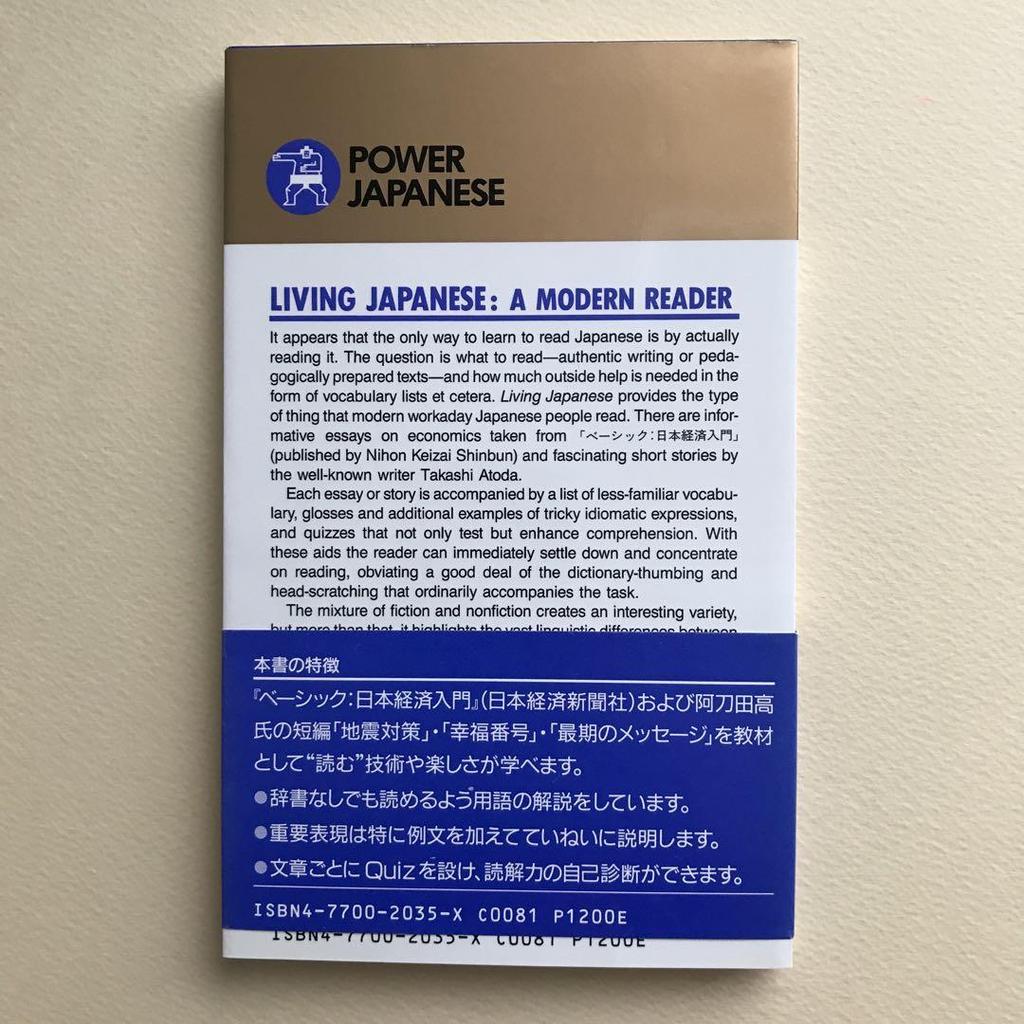 POWER
JAPANESE
LIVING JAPANESE: A MODERN READER
It appears that the only way to learn to read Japanese is by actually
reading it. The question is what to read—authentic writing or peda-
gogically prepared texts—and how much outside help is needed in the
form of vocabulary lists et cetera. Living Japanese provides the type
of thing that modern workaday Japanese people read. There are infor-
mative essays on economics taken from 「ベーシック:日本経済入門」
(published by Nihon Keizai Shinbun) and fascinating short stories by
the well-known writer Takashi Atoda.
Each essay or story is accompanied by a list of less-familiar vocabu-
lary, glosses and additional examples of tricky idiomatic expressions,
and quizzes that not only test but enhance comprehension. With
these aids the reader can immediately settle down and concentrate
on reading, obviating a good deal of the dictionary-thumbing and
head-scratching that ordinarily accompanies the task.
The mixture of fiction and nonfiction creates an interesting variety,
but more than that, it highlights the vast linguistic differences between
本書の特徴
『ベーシック:日本経済入門』(日本経済新聞社)および阿刀田高
氏の短編「地震対策」・「幸福番号」・「最期のメッセージ」を教材
として“読む”技術や楽しさが学べます。
●辞書なしでも読めるよう用語の解説をしています。
●重要表現は特に例文を加えてていねいに説明します。
●文章ごとにQuizを設け、読解力の自己診断ができます。
ISBN4-7700-2035-X C0081 P1200E
ISBN4-7700-2035-X C0081 P1200E